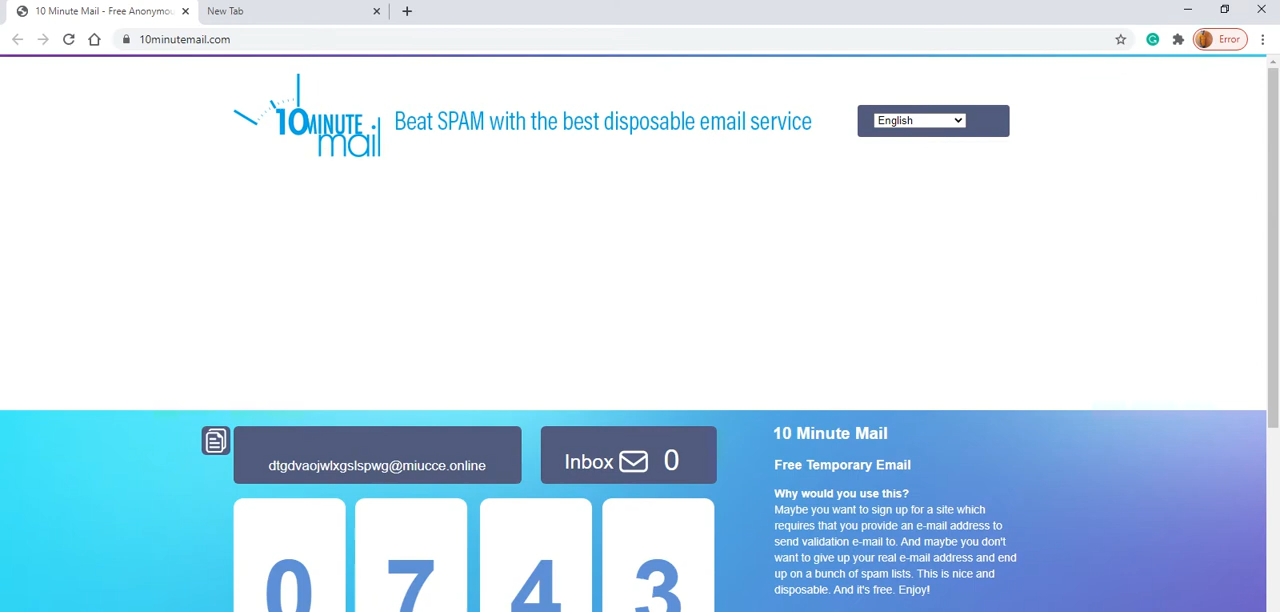 10 Minute Mail - Free Anonymou
New Tab
10minutemail.com
Error
10MINUTE
mail
Beat SPAM with the best disposable email service
English
dtgdvaojwlxgslspwg@miucce.online
Inbox 0
0 7 4 3
10 Minute Mail
Free Temporary Email
Why would you use this?
Maybe you want to sign up for a site which
requires that you provide an e-mail address to
send validation e-mail to. And maybe you don't
want to give up your real e-mail address and end
up on a bunch of spam lists. This is nice and
disposable. And it's free. Enjoy!